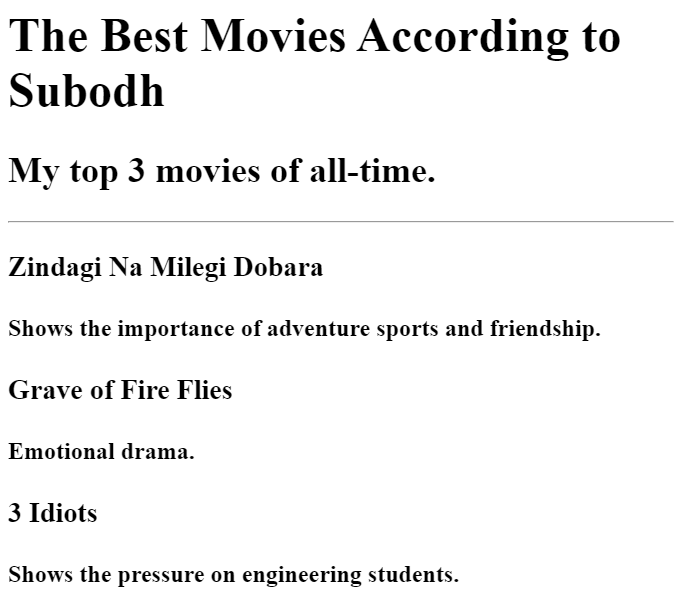 The Best Movies According to
Subodh
My top 3 movies of all-time.
Zindagi Na Milegi Dobara
Shows the importance of adventure sports and friendship.
Grave of Fire Flies
Emotional drama.
3 Idiots
Shows the pressure on engineering students.